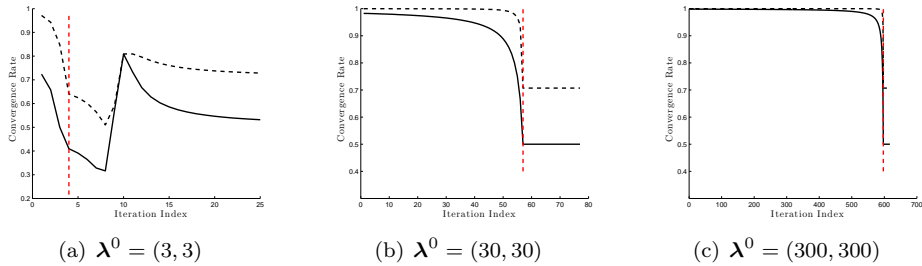 1
0.9
0.8
0.7
0.6
0.5
0.4
0.3
0.2
Convergence Rate
0 5 10 15 20 25
Iteration Index
(a) λ⁰ = (3, 3)
1
0.9
0.8
0.7
0.6
0.5
0.4
Convergence Rate
0 10 20 30 40 50 60 70 80
Iteration Index
(b) λ⁰ = (30, 30)
1
0.9
0.8
0.7
0.6
0.5
0.4
Convergence Rate
0 100 200 300 400 500 600 700
Iteration Index
(c) λ⁰ = (300, 300)